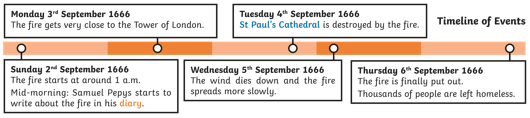 Timeline of Events
Sunday 2nd September 1666
The fire starts at around 1 a.m.
Mid-morning: Samuel Pepys starts to
write about the fire in his diary.
Monday 3rd September 1666
The fire gets very close to the Tower of London.
Tuesday 4th September 1666
St Paul's Cathedral is destroyed by the fire.
Wednesday 5th September 1666
The wind dies down and the fire
spreads more slowly.
Thursday 6th September 1666
The fire is finally put out.
Thousands of people are left homeless.